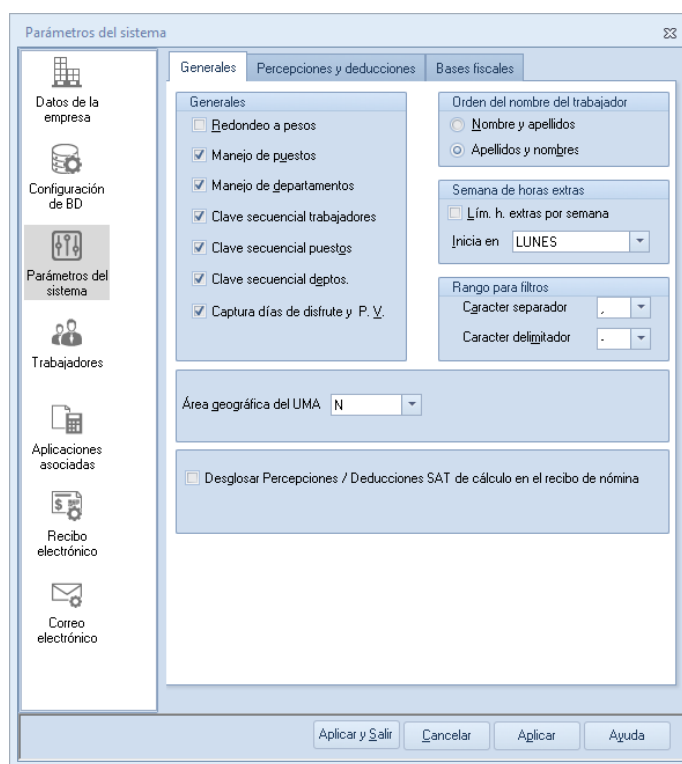 Parámetros del sistema
Datos de la
empresa
Configuración
de BD
Parámetros del
sistema
Trabajadores
Aplicaciones
asociadas
Recibo
electrónico
Correo
electrónico
Generales
Percepciones y deducciones
Bases fiscales
Generales
Redondeo a pesos
Manejo de puestos
Manejo de departamentos
Clave secuencial trabajadores
Clave secuencial puestos
Clave secuencial deptos.
Captura días de disfrute y P. V.
Orden del nombre del trabajador
Nombre y apellidos
Apellidos y nombres
Semana de horas extras
Lím. h. extras por semana
Inicia en LUNES
Rango para filtros
Caracter separador ,
Caracter delimitador -
Área geográfica del UMA N
Desglosar Percepciones / Deducciones SAT de cálculo en el recibo de nómina
Aplicar y Salir
Cancelar
Aplicar
Ayuda